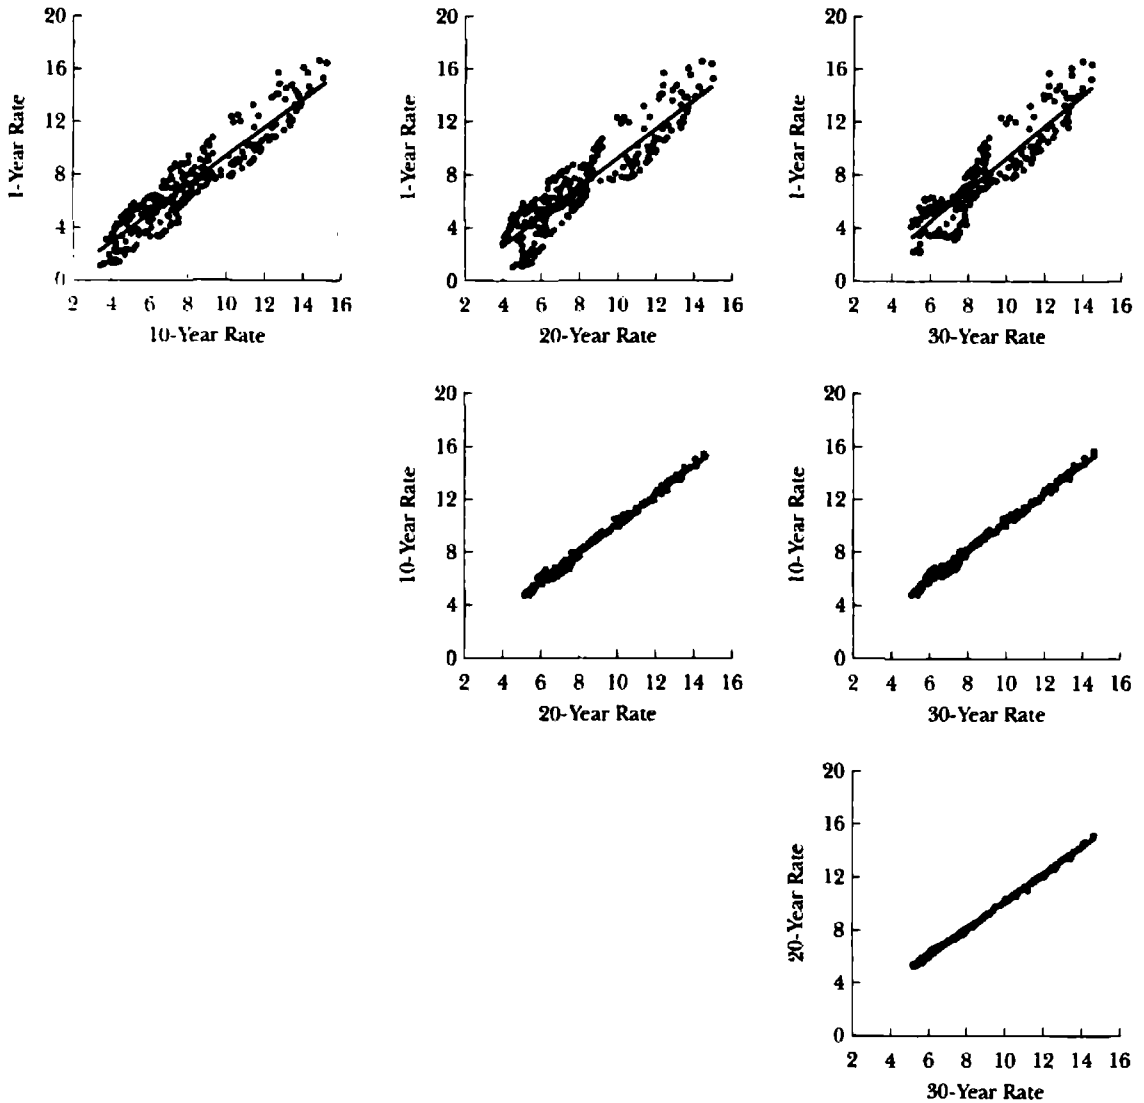 20 20 20
16 16 16
12 12 12
8 8 8
4 4 4
0 0 0
1-Year Rate 1-Year Rate 1-Year Rate
2 4 6 8 10 12 14 16 2 4 6 8 10 12 14 16 2 4 6 8 10 12 14 16
10-Year Rate 20-Year Rate 30-Year Rate
20 20
16 16
12 12
8 8
4 4
0 0
10-Year Rate 10-Year Rate
2 4 6 8 10 12 14 16 2 4 6 8 10 12 14 16
20-Year Rate 30-Year Rate
20
16
12
8
4
0
20-Year Rate
2 4 6 8 10 12 14 16
30-Year Rate